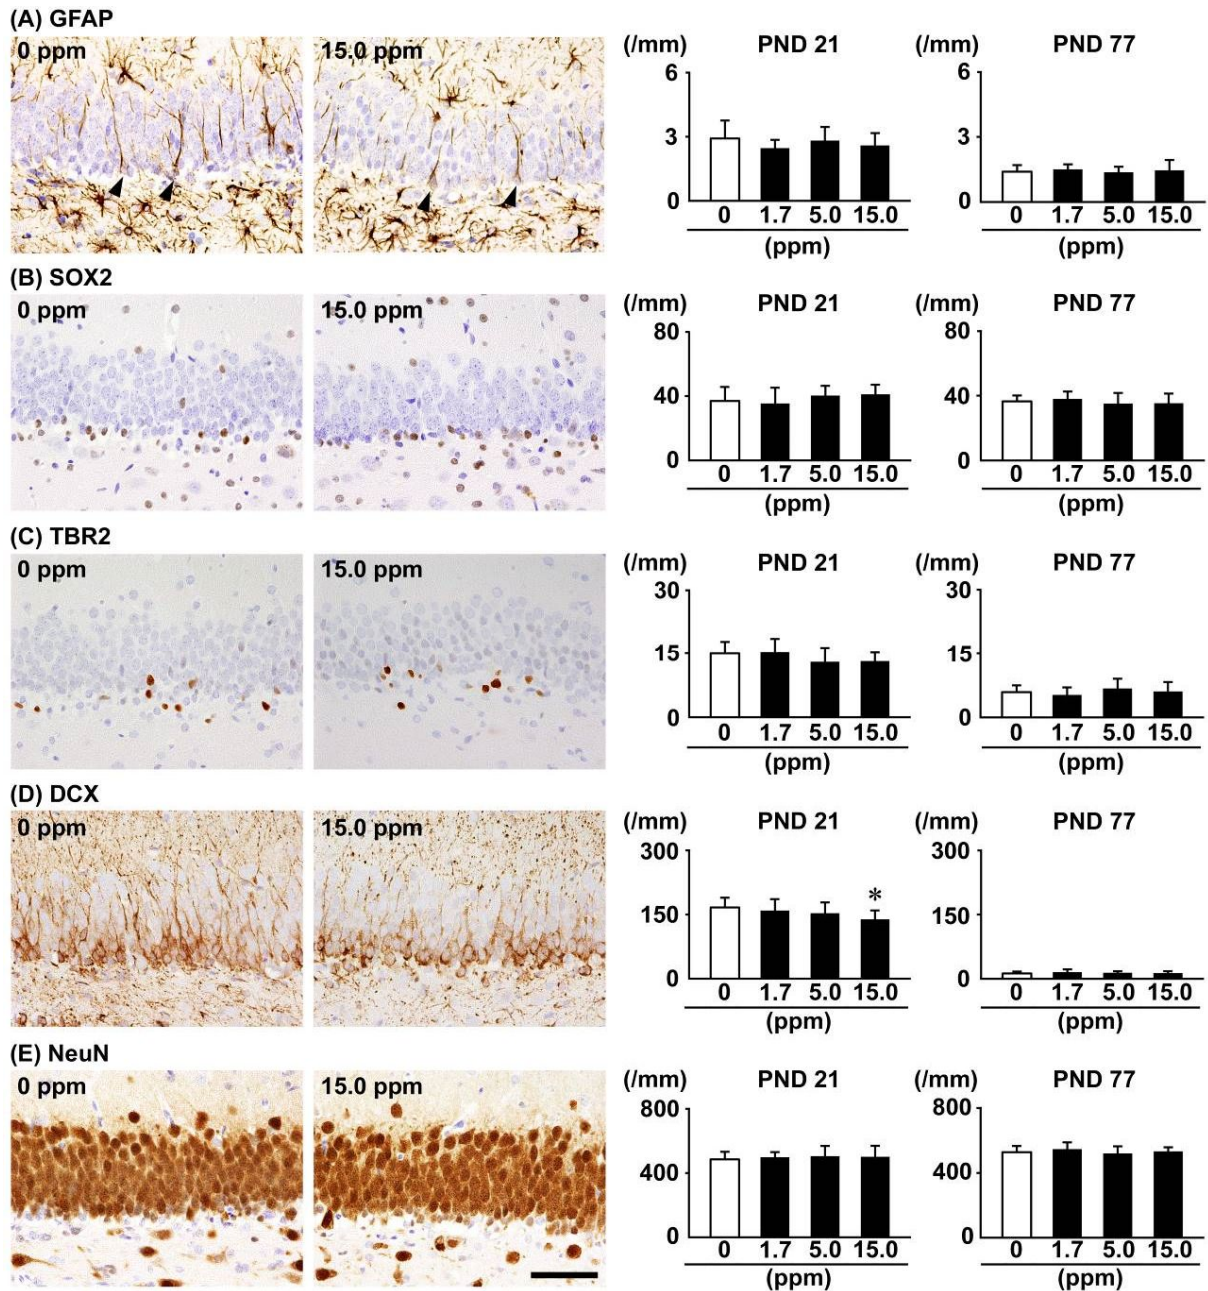 (A) GFAP
0 ppm
15.0 ppm
(/mm) PND 21
6
3
0
0 1.7 5.0 15.0
(ppm)
(/mm) PND 77
6
3
0
0 1.7 5.0 15.0
(ppm)
(B) SOX2
0 ppm
15.0 ppm
(/mm) PND 21
80
40
0
0 1.7 5.0 15.0
(ppm)
(/mm) PND 77
80
40
0
0 1.7 5.0 15.0
(ppm)
(C) TBR2
0 ppm
15.0 ppm
(/mm) PND 21
30
15
0
0 1.7 5.0 15.0
(ppm)
(/mm) PND 77
30
15
0
0 1.7 5.0 15.0
(ppm)
(D) DCX
0 ppm
15.0 ppm
(/mm) PND 21
300
150
0
*
0 1.7 5.0 15.0
(ppm)
(/mm) PND 77
300
150
0
0 1.7 5.0 15.0
(ppm)
(E) NeuN
0 ppm
15.0 ppm
(/mm) PND 21
800
400
0
0 1.7 5.0 15.0
(ppm)
(/mm) PND 77
800
400
0
0 1.7 5.0 15.0
(ppm)